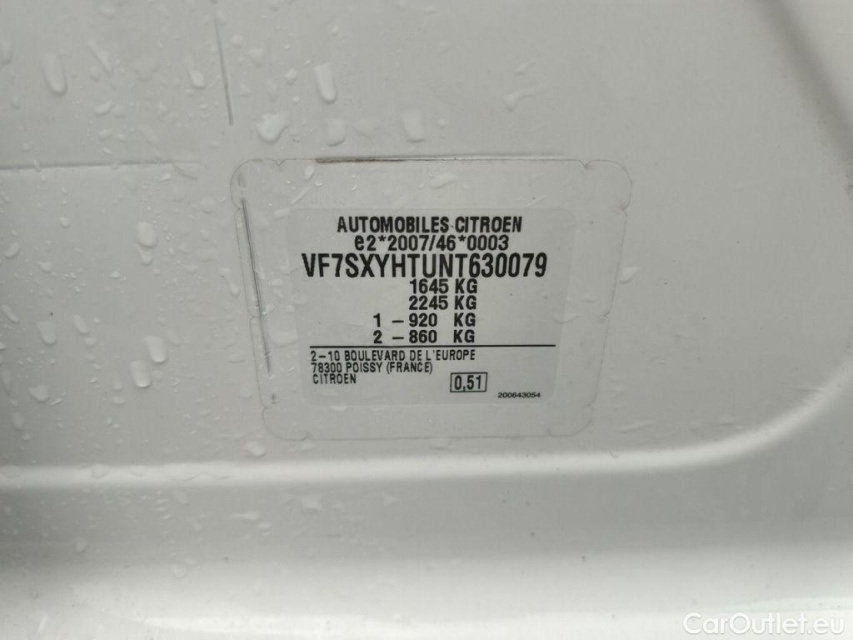 AUTOMOBILES CITROEN
e2*2007/46*0003
VF7SXYHTUNT630079
1645 KG
2245 KG
1 – 920 KG
2 – 860 KG
2–10 BOULEVARD DE L'EUROPE
78300 POISSY (FRANCE)
CITROEN
0,51
200643054
CarOutlet.eu